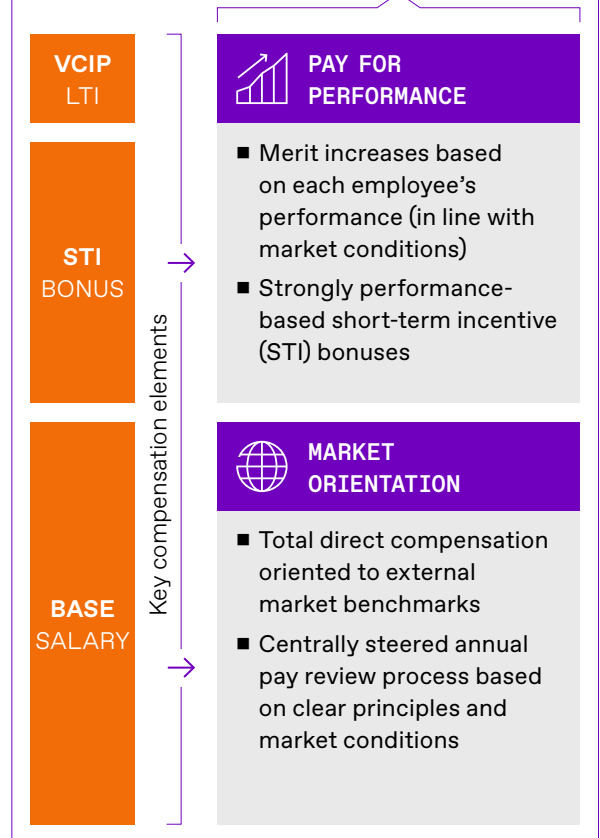 VCIP
LTI
STI
BONUS
BASE
SALARY
Key compensation elements
PAY FOR
PERFORMANCE
■ Merit increases based
on each employee’s
performance (in line with
market conditions)
■ Strongly performance-
based short-term incentive
(STI) bonuses
MARKET
ORIENTATION
■ Total direct compensation
oriented to external
market benchmarks
■ Centrally steered annual
pay review process based
on clear principles and
market conditions